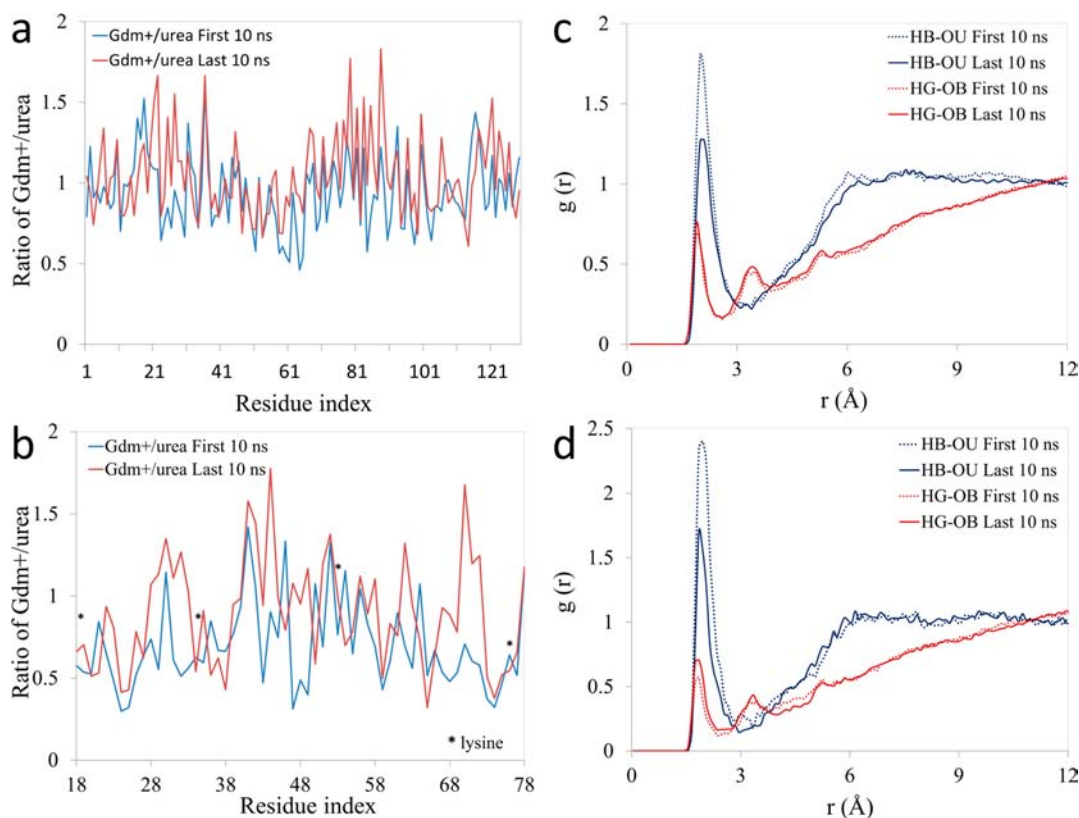 a
Gdm+/urea First 10 ns
Gdm+/urea Last 10 ns
Ratio of Gdm+/urea
2
1.5
1
0.5
0
1 21 41 61 81 101 121
Residue index
b
Gdm+/urea First 10 ns
Gdm+/urea Last 10 ns
Ratio of Gdm+/urea
2
1.5
1
0.5
0
* * * *
* lysine
18 28 38 48 58 68 78
Residue index
c
HB-OU First 10 ns
HB-OU Last 10 ns
HG-OB First 10 ns
HG-OB Last 10 ns
g (r)
2
1.5
1
0.5
0
0 3 6 9 12
r (Å)
d
HB-OU First 10 ns
HB-OU Last 10 ns
HG-OB First 10 ns
HG-OB Last 10 ns
g (r)
2.5
2
1.5
1
0.5
0
0 3 6 9 12
r (Å)